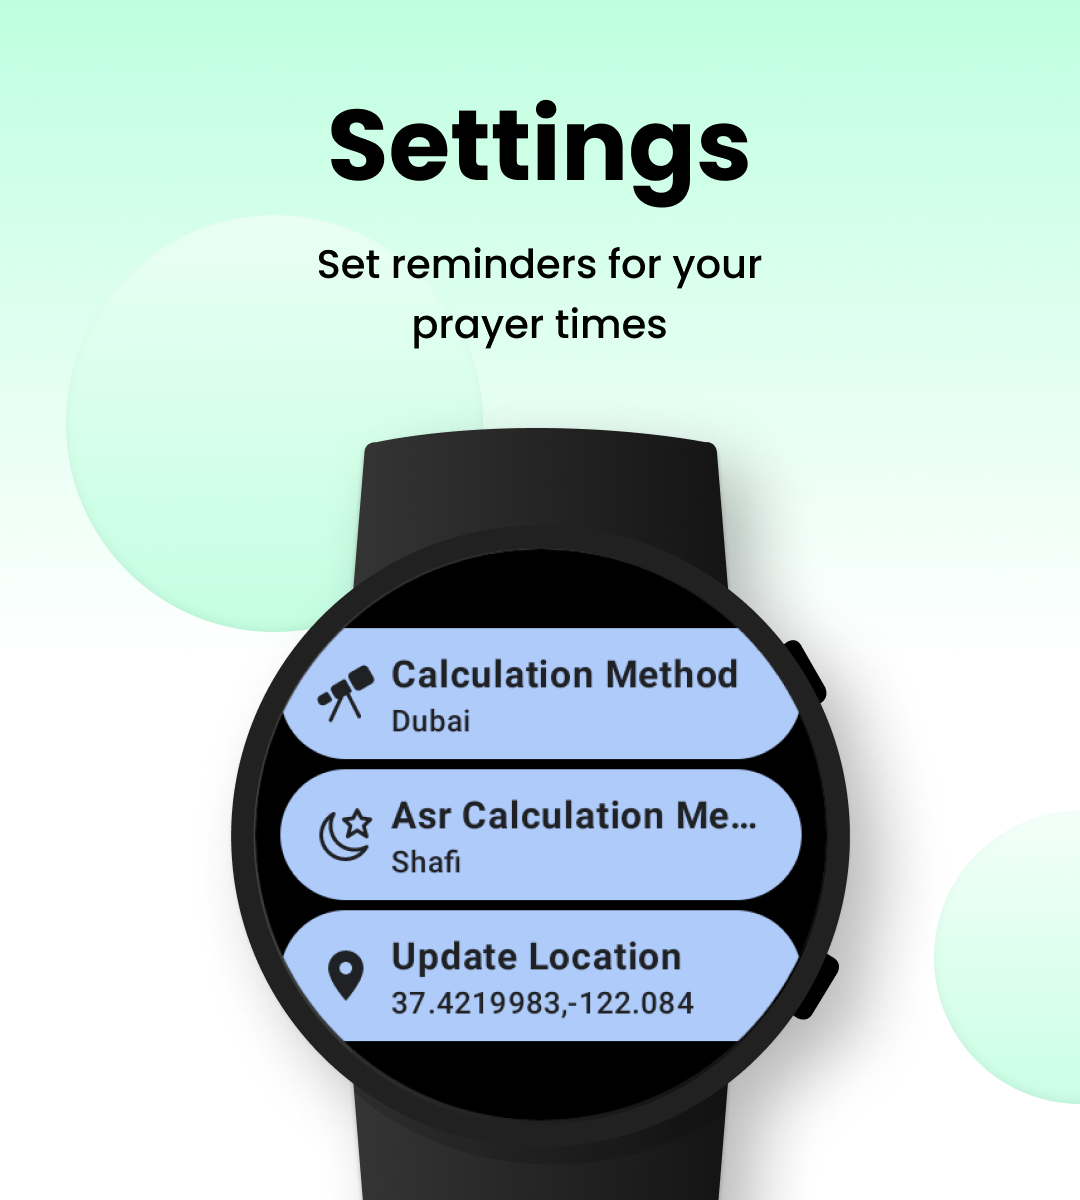 Settings
Set reminders for your
prayer times
Calculation Method
Dubai
Asr Calculation Me...
Shafi
Update Location
37.4219983,-122.084